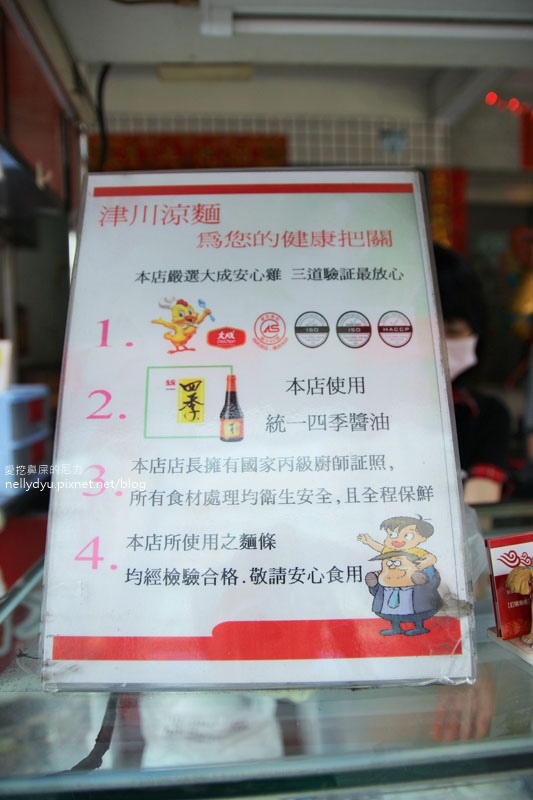 津川涼麵
為您的健康把關
本店嚴選大成安心雞 三道驗証最放心
1.
大成
ISO
ISO
HACCP
2.
統一
四季
本店使用
統一四季醬油
3.
本店店長擁有國家丙級廚師証照,
所有食材處理均衛生安全,且全程保鮮
4.
本店所使用之麵條
均經檢驗合格.敬請安心食用
愛挖鼻屎的尼力
nellydyu.pixnet.net/blog